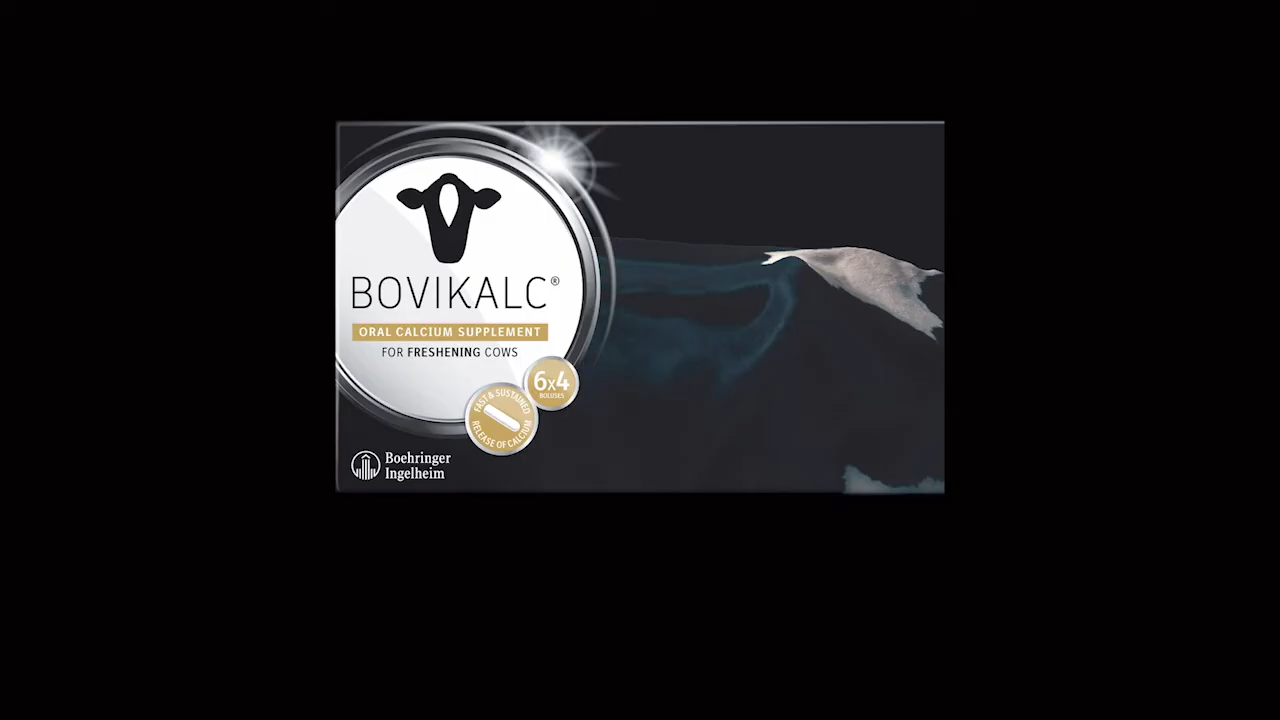 BOVIKALC®
ORAL CALCIUM SUPPLEMENT
FOR FRESHENING COWS
6x4
BOLUSES
FAST & SUSTAINED
RELEASE OF CALCIUM
Boehringer
Ingelheim